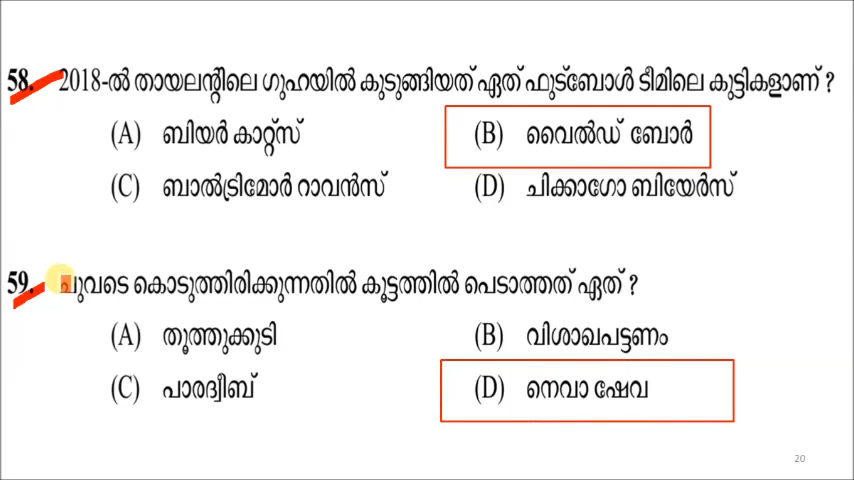 58. 2018-ൽ തായലന്റിലെ ഗുഹയിൽ കുടുങ്ങിയത് ഏത് ഫുട്ബോൾ ടീമിലെ കുട്ടികളാണ് ?
(A) ബിയർ കാറ്റ്സ് (B) വൈൽഡ് ബോർ
(C) ബാൽട്രിമോർ റാവൻസ് (D) ചിക്കാഗോ ബിയേർസ്
59. ചുവടെ കൊടുത്തിരിക്കുന്നതിൽ കൂട്ടത്തിൽ പെടാത്തത് ഏത് ?
(A) തൂത്തുക്കുടി (B) വിശാഖപട്ടണം
(C) പാരദ്വീബ് (D) നെവാ ഷേവ
20